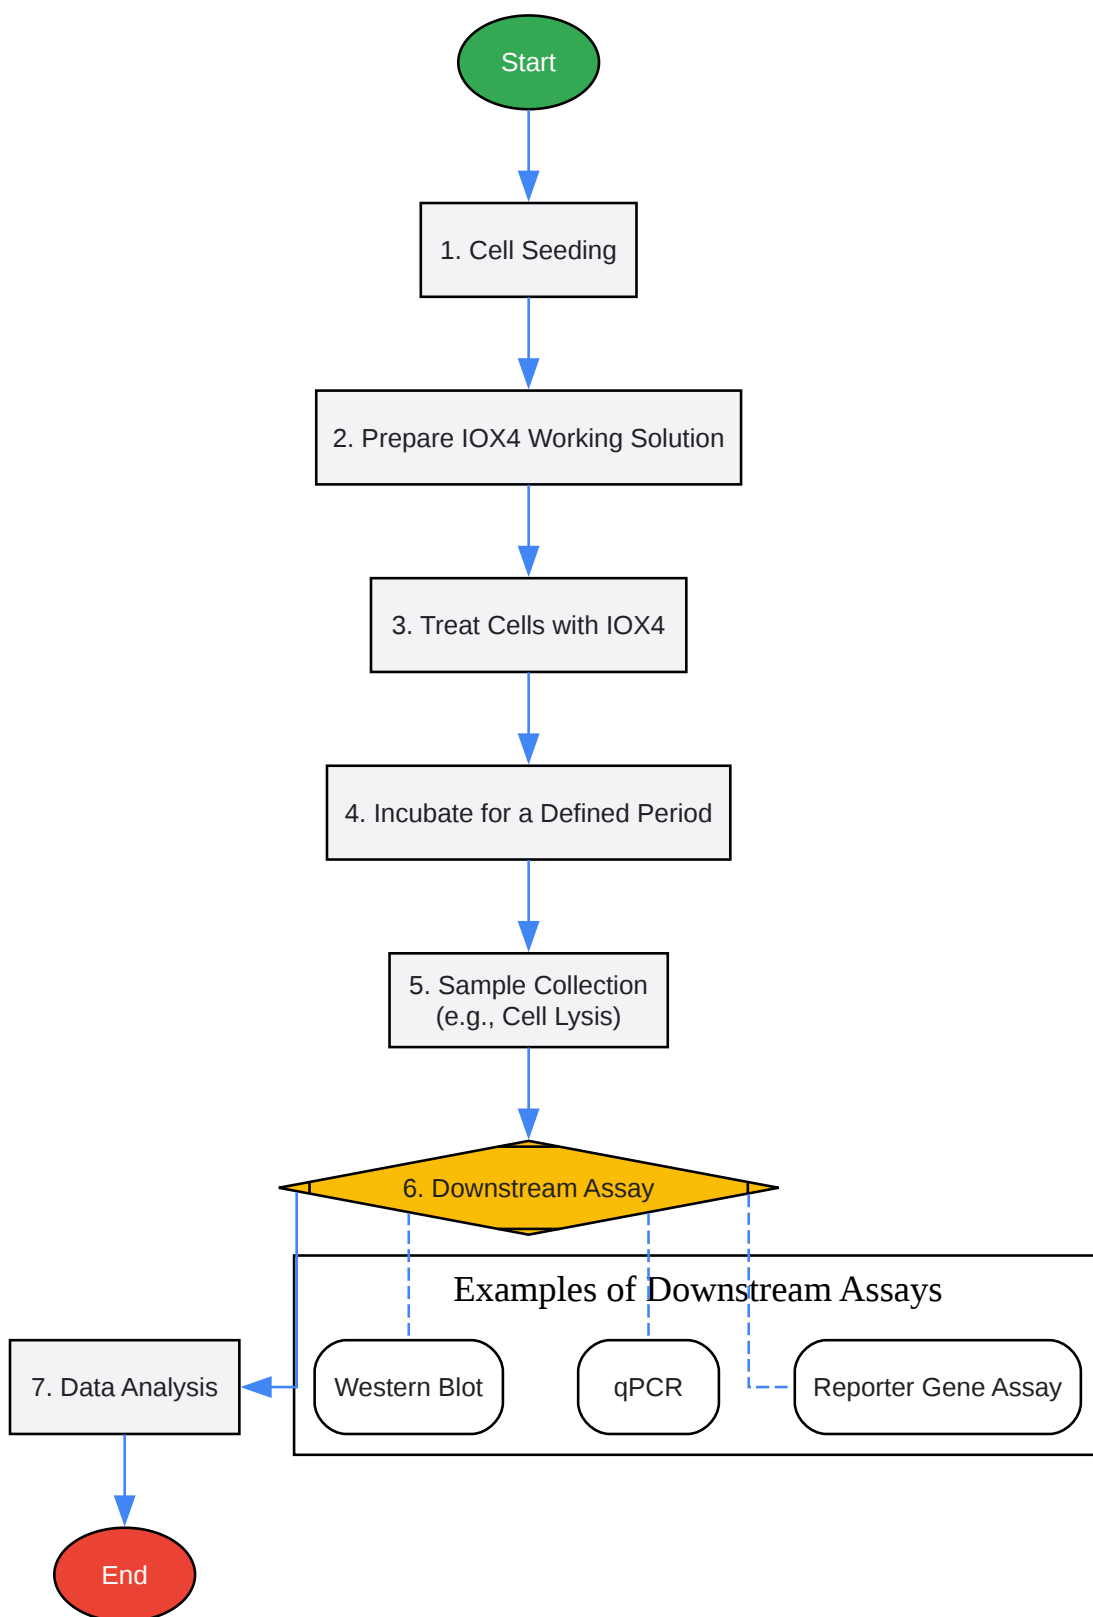 Start
1. Cell Seeding
2. Prepare IOX4 Working Solution
3. Treat Cells with IOX4
4. Incubate for a Defined Period
5. Sample Collection
(e.g., Cell Lysis)
6. Downstream Assay
Examples of Downstream Assays
7. Data Analysis
Western Blot
qPCR
Reporter Gene Assay
End